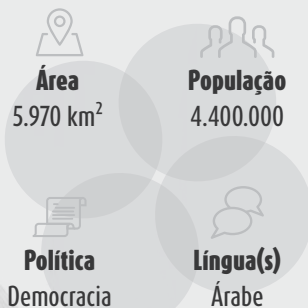 Área
5.970 km²
População
4.400.000
Política
Democracia
Língua(s)
Árabe